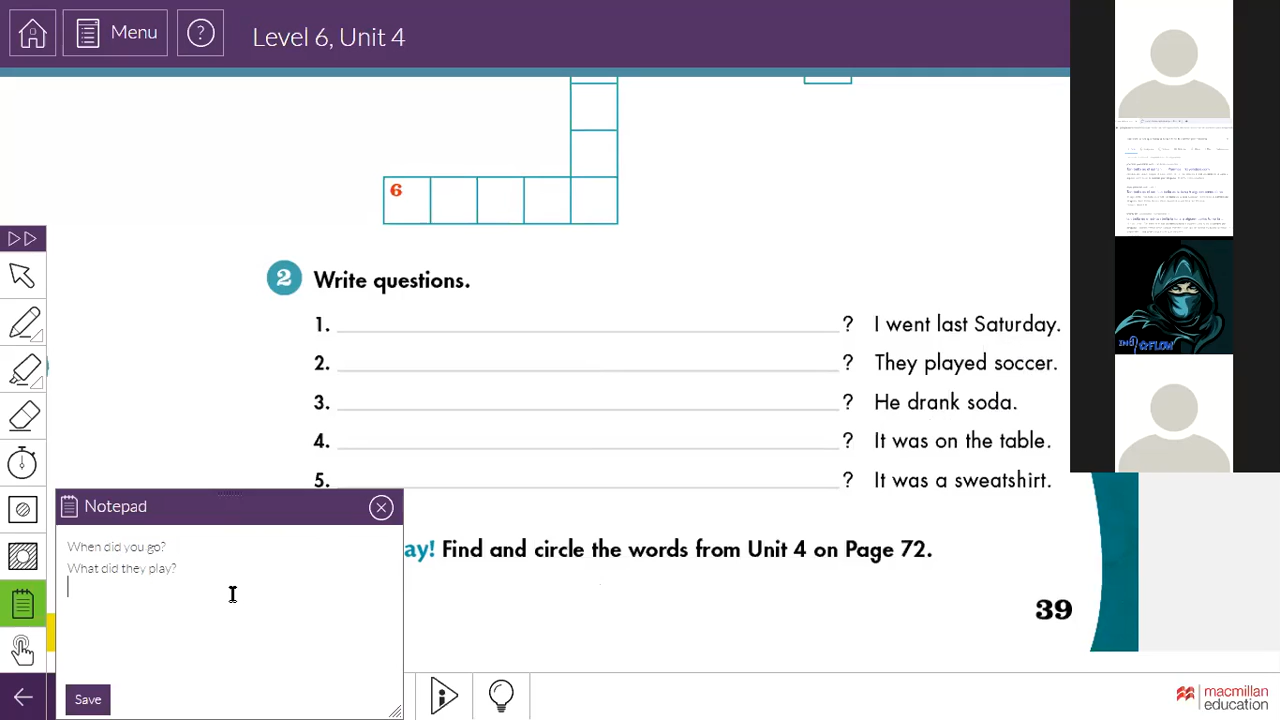 Menu
?
Level 6, Unit 4
6
2 Write questions.
1. ? I went last Saturday.
2. ? They played soccer.
3. ? He drank soda.
4. ? It was on the table.
5. ? It was a sweatshirt.
Notepad
When did you go?
What did they play?
Save
ay! Find and circle the words from Unit 4 on Page 72.
39
macmillan
education